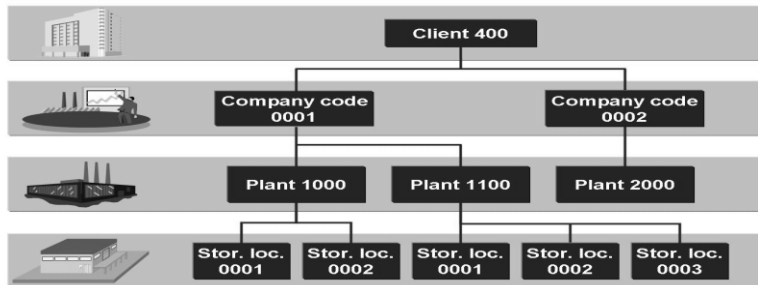 Client 400
Company code
0001
Company code
0002
Plant 1000
Plant 1100
Plant 2000
Stor. loc.
0001
Stor. loc.
0002
Stor. loc.
0001
Stor. loc.
0002
Stor. loc.
0003